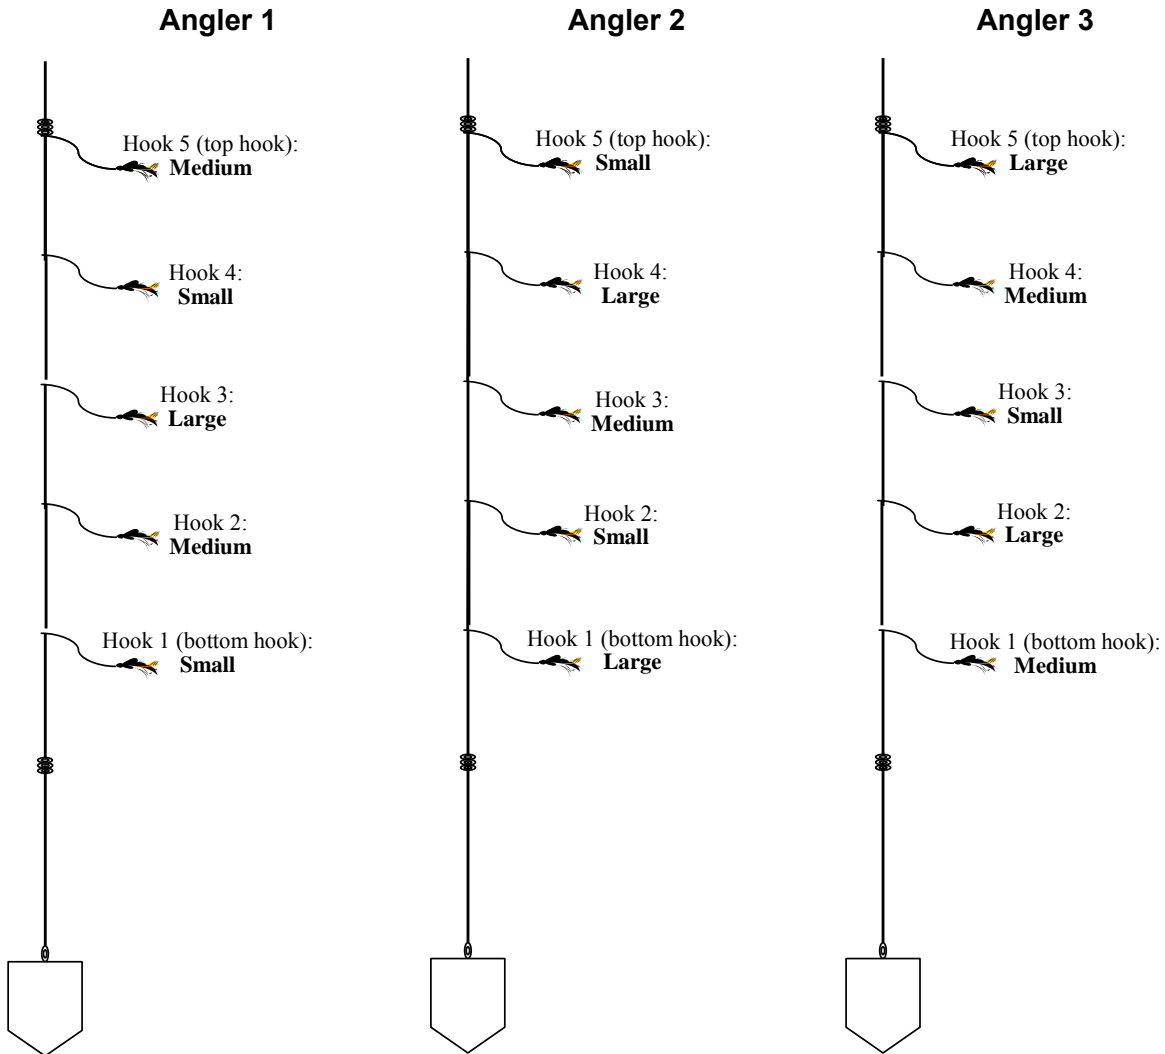 Angler 1
Hook 5 (top hook):
Medium
Hook 4:
Small
Hook 3:
Large
Hook 2:
Medium
Hook 1 (bottom hook):
Small
Angler 2
Hook 5 (top hook):
Small
Hook 4:
Large
Hook 3:
Medium
Hook 2:
Small
Hook 1 (bottom hook):
Large
Angler 3
Hook 5 (top hook):
Large
Hook 4:
Medium
Hook 3:
Small
Hook 2:
Large
Hook 1 (bottom hook):
Medium